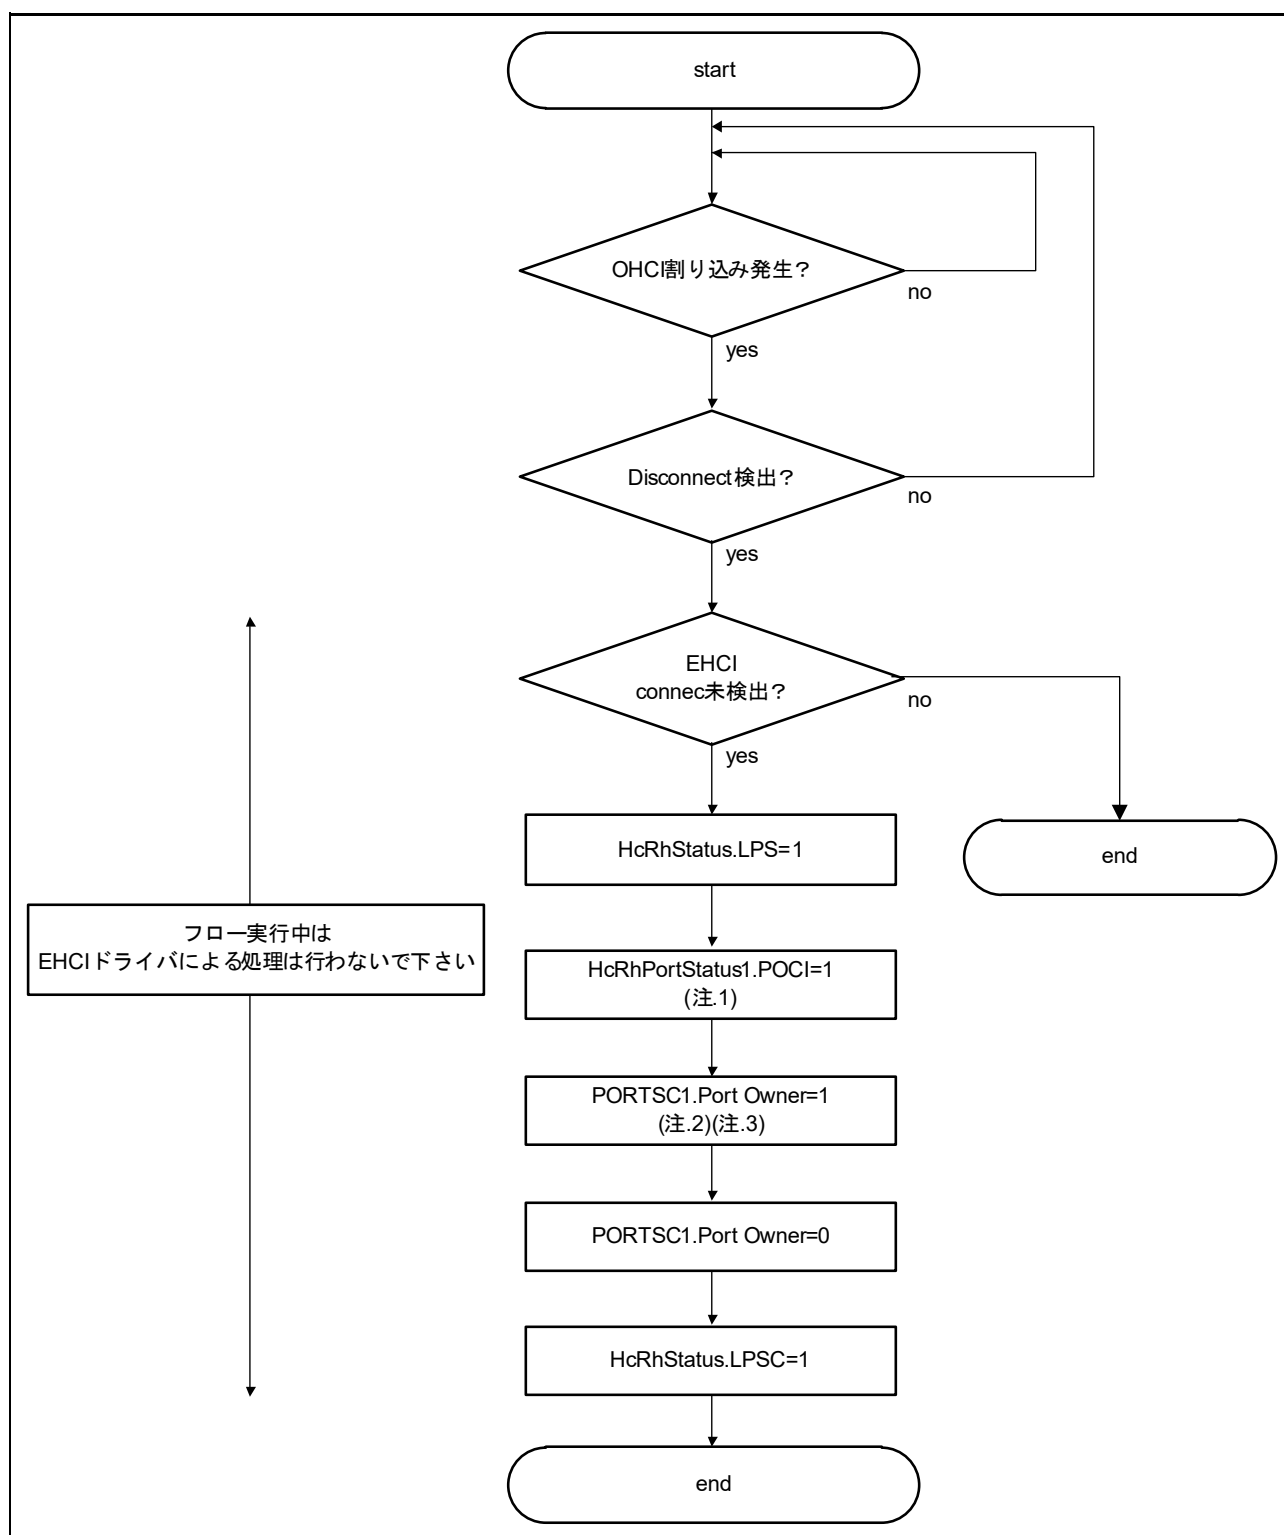 start
OHCI割り込み発生？
no
yes
Disconnect検出？
no
yes
EHCI
connec未検出？
no
yes
HcRhStatus.LPS=1
end
フロー実行中は
EHCIドライバによる処理は行わないで下さい
HcRhPortStatus1.POCI=1
(注.1)
PORTSC1.Port Owner=1
(注.2)(注.3)
PORTSC1.Port Owner=0
HcRhStatus.LPSC=1
end